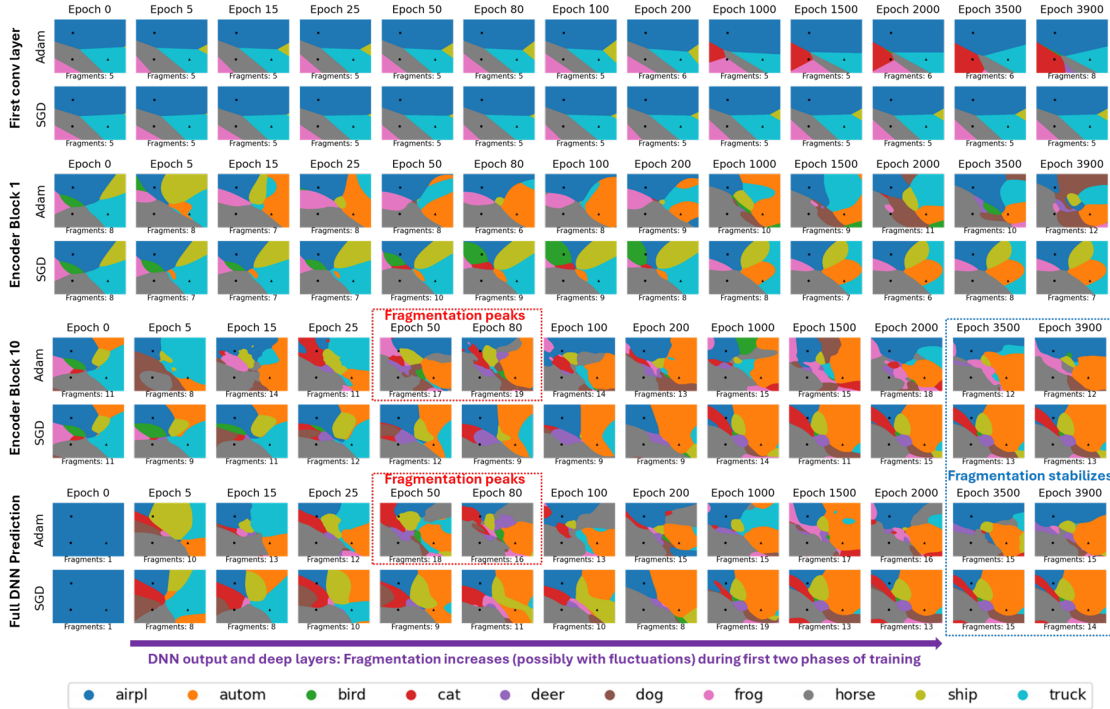 Epoch 0 Epoch 5 Epoch 15 Epoch 25 Epoch 50 Epoch 80 Epoch 100 Epoch 200 Epoch 1000 Epoch 1500 Epoch 2000 Epoch 3500 Epoch 3900
First conv layer
Adam
Fragments: 5 Fragments: 5 Fragments: 5 Fragments: 5 Fragments: 5 Fragments: 5 Fragments: 5 Fragments: 6 Fragments: 5 Fragments: 6 Fragments: 6 Fragments: 6 Fragments: 8
SGD
Fragments: 5 Fragments: 5 Fragments: 5 Fragments: 5 Fragments: 5 Fragments: 5 Fragments: 5 Fragments: 5 Fragments: 5 Fragments: 5 Fragments: 5 Fragments: 5 Fragments: 5
Epoch 0 Epoch 5 Epoch 15 Epoch 25 Epoch 50 Epoch 80 Epoch 100 Epoch 200 Epoch 1000 Epoch 1500 Epoch 2000 Epoch 3500 Epoch 3900
Encoder Block 1
Adam
Fragments: 8 Fragments: 8 Fragments: 7 Fragments: 8 Fragments: 8 Fragments: 6 Fragments: 8 Fragments: 9 Fragments: 10 Fragments: 9 Fragments: 11 Fragments: 10 Fragments: 12
SGD
Fragments: 8 Fragments: 7 Fragments: 7 Fragments: 7 Fragments: 10 Fragments: 9 Fragments: 9 Fragments: 8 Fragments: 8 Fragments: 7 Fragments: 6 Fragments: 8 Fragments: 7
Fragmentation peaks
Epoch 0 Epoch 5 Epoch 15 Epoch 25 Epoch 50 Epoch 80 Epoch 100 Epoch 200 Epoch 1000 Epoch 1500 Epoch 2000 Epoch 3500 Epoch 3900
Encoder Block 10
Adam
Fragments: 11 Fragments: 8 Fragments: 14 Fragments: 11 Fragments: 17 Fragments: 19 Fragments: 14 Fragments: 13 Fragments: 15 Fragments: 15 Fragments: 18 Fragments: 12 Fragments: 12
SGD
Fragments: 11 Fragments: 9 Fragments: 11 Fragments: 12 Fragments: 12 Fragments: 9 Fragments: 9 Fragments: 9 Fragments: 14 Fragments: 11 Fragments: 15 Fragments: 13 Fragments: 13
Fragmentation peaks
Fragmentation stabilizes
Epoch 0 Epoch 5 Epoch 15 Epoch 25 Epoch 50 Epoch 80 Epoch 100 Epoch 200 Epoch 1000 Epoch 1500 Epoch 2000 Epoch 3500 Epoch 3900
Full DNN Prediction
Adam
Fragments: 1 Fragments: 10 Fragments: 13 Fragments: 12 Fragments: Fragments: 16 Fragments: 13 Fragments: 15 Fragments: 15 Fragments: 17 Fragments: 16 Fragments: 15 Fragments: 15
SGD
Fragments: 1 Fragments: 8 Fragments: 8 Fragments: 10 Fragments: 9 Fragments: 11 Fragments: 10 Fragments: 8 Fragments: 19 Fragments: 13 Fragments: 13 Fragments: 15 Fragments: 14
DNN output and deep layers: Fragmentation increases (possibly with fluctuations) during first two phases of training
airpl autom bird cat deer dog frog horse ship truck